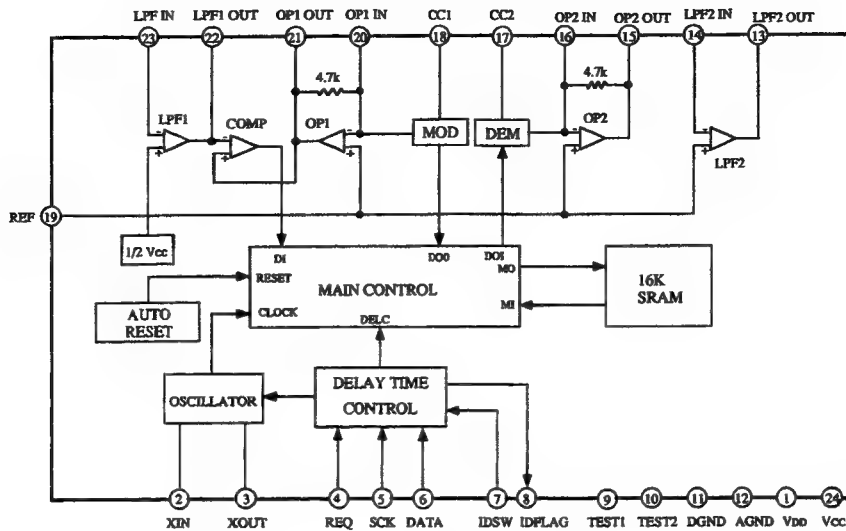 LPF IN LPF1 OUT OP1 OUT OP1 IN CC1 CC2 OP2 IN OP2 OUT LPF2 IN LPF2 OUT
23 22 21 20 18 17 16 15 14 13
4.7k 4.7k
LPF1 COMP OP1 MOD DEM OP2 LPF2
- + - + - + - + - +
REF 19
1/2 Vcc
DI DO0 DOI
RESET MO
MAIN CONTROL
16K
SRAM
AUTO
RESET
CLOCK MI
DELC
OSCILLATOR
DELAY TIME
CONTROL
2 3 4 5 6 7 8 9 10 11 12 1 24
XIN XOUT REQ SCK DATA IDSW IDFLAG TEST1 TEST2 DGND AGND VDD VCC